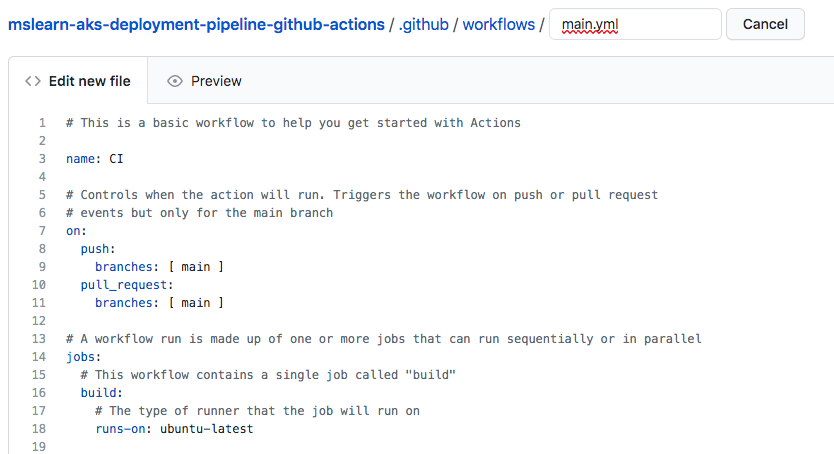 mslearn-aks-deployment-pipeline-github-actions / .github / workflows / main.yml Cancel
<> Edit new file Preview
1 # This is a basic workflow to help you get started with Actions
2
3 name: CI
4
5 # Controls when the action will run. Triggers the workflow on push or pull request
6 # events but only for the main branch
7 on:
8   push:
9     branches: [ main ]
10   pull_request:
11     branches: [ main ]
12
13 # A workflow run is made up of one or more jobs that can run sequentially or in parallel
14 jobs:
15   # This workflow contains a single job called "build"
16   build:
17     # The type of runner that the job will run on
18     runs-on: ubuntu-latest
19